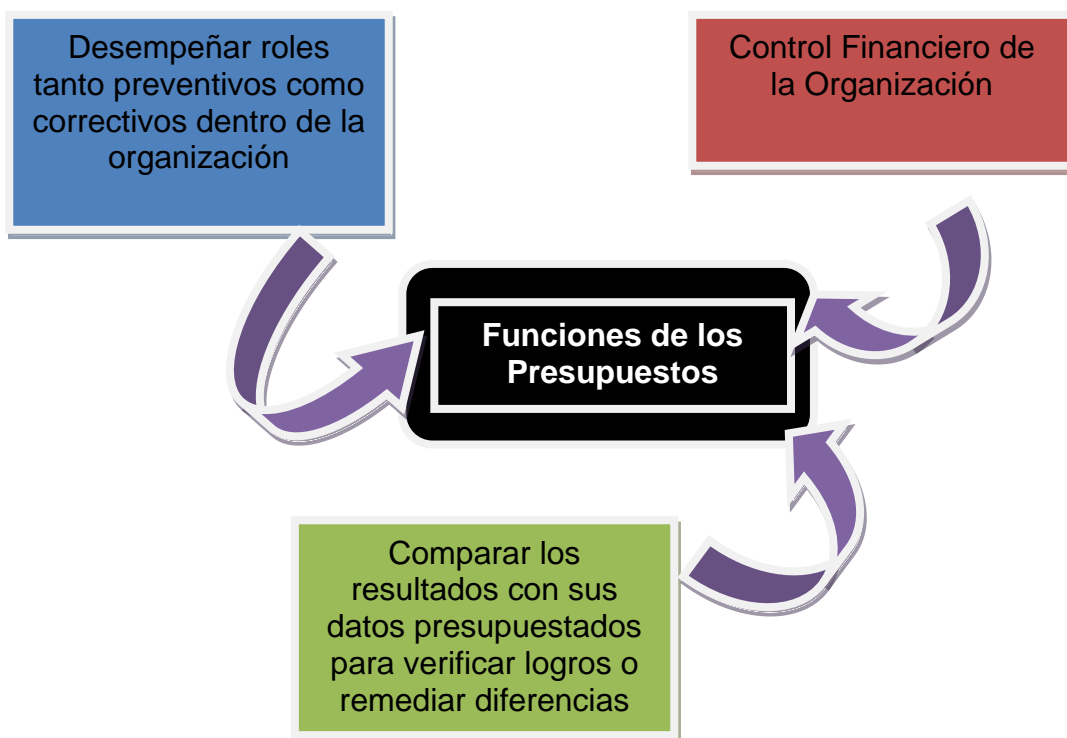 Desempeñar roles
tanto preventivos como
correctivos dentro de la
organización
Control Financiero de
la Organización
Funciones de los
Presupuestos
Comparar los
resultados con sus
datos presupuestados
para verificar logros o
remediar diferencias